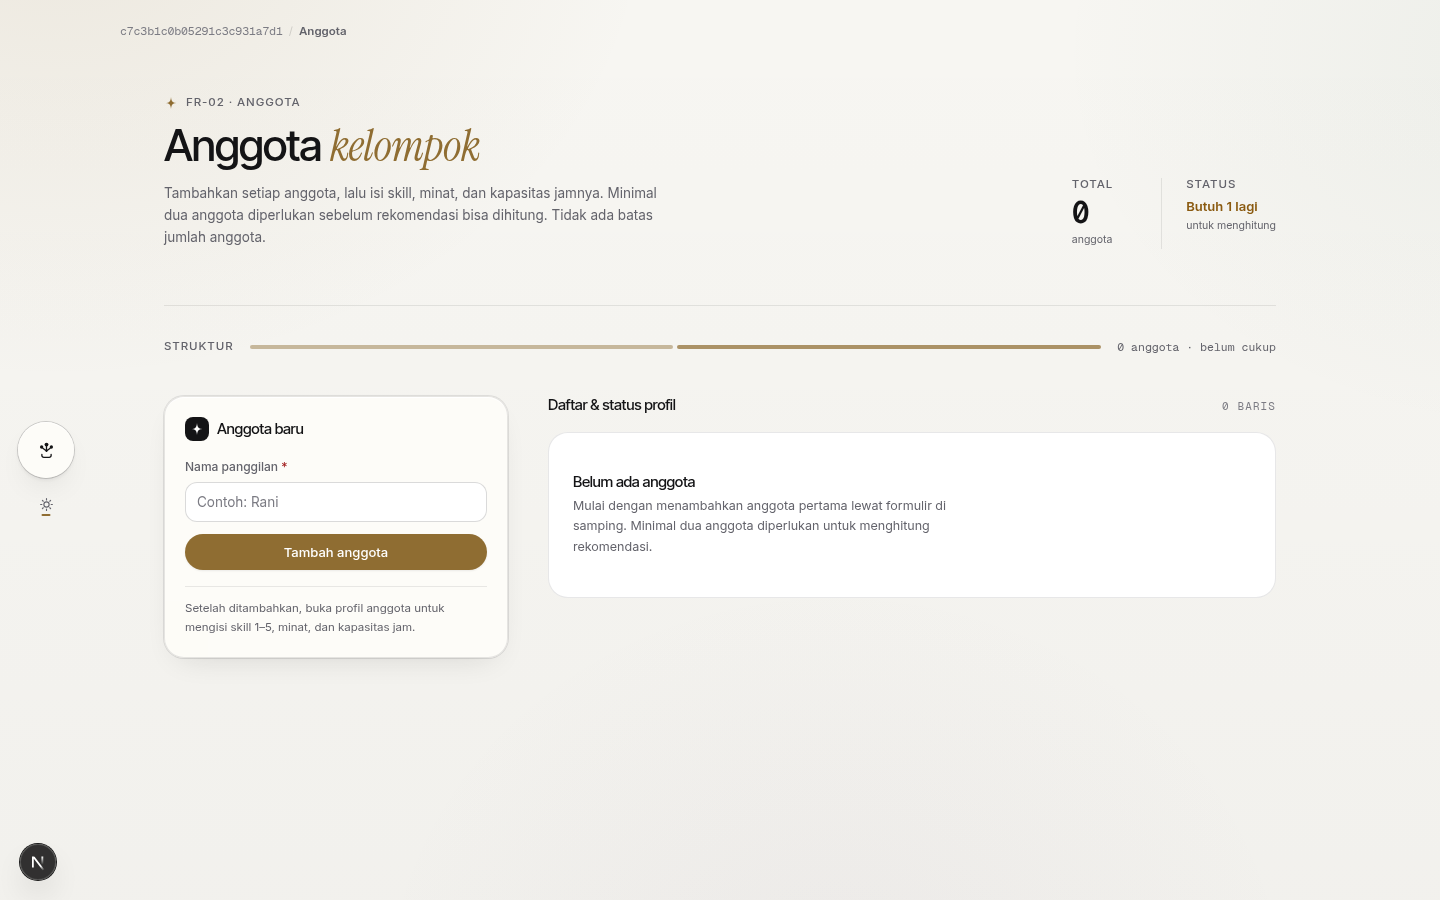 c7c3b1c0b05291c3c931a7d1 / Anggota
FR-02 · ANGGOTA
Anggota kelompok
Tambahkan setiap anggota, lalu isi skill, minat, dan kapasitas jamnya. Minimal
dua anggota diperlukan sebelum rekomendasi bisa dihitung. Tidak ada batas
jumlah anggota.
TOTAL
0
anggota
STATUS
Butuh 1 lagi
untuk menghitung
STRUKTUR
0 anggota · belum cukup
Anggota baru
Nama panggilan *
Contoh: Rani
Tambah anggota
Setelah ditambahkan, buka profil anggota untuk
mengisi skill 1–5, minat, dan kapasitas jam.
Daftar & status profil
0 BARIS
Belum ada anggota
Mulai dengan menambahkan anggota pertama lewat formulir di
samping. Minimal dua anggota diperlukan untuk menghitung
rekomendasi.
N